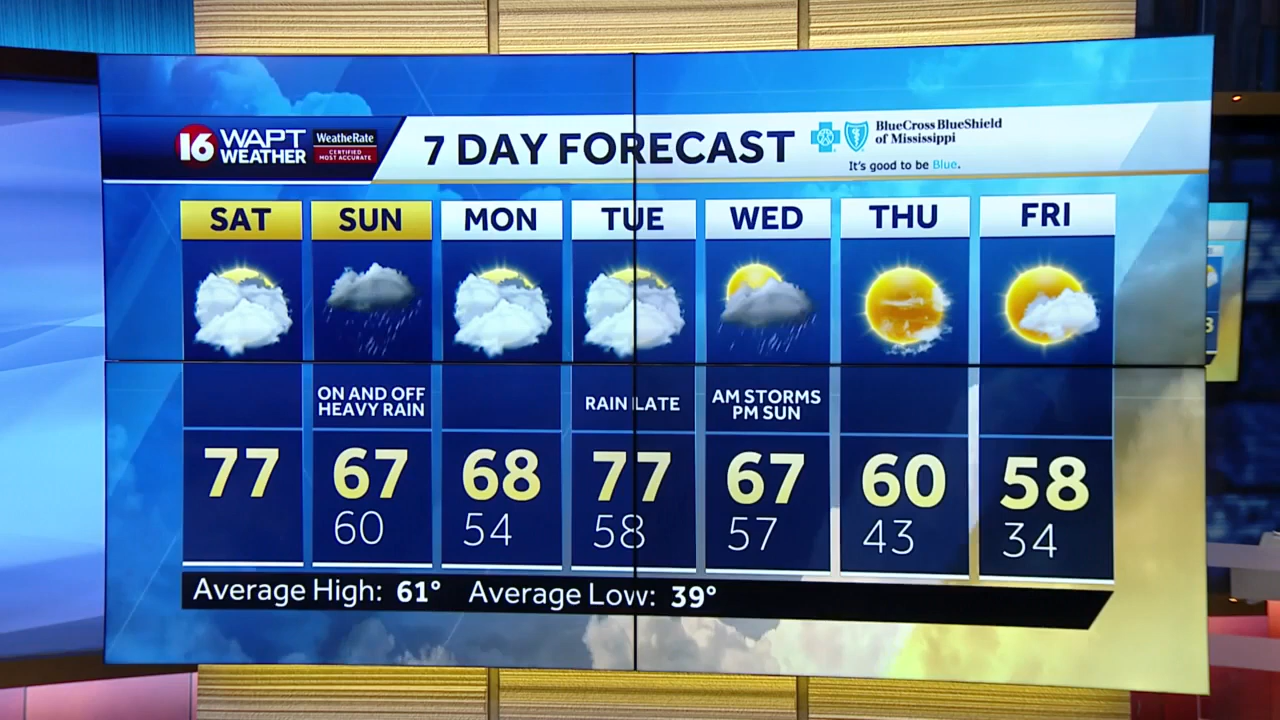 16 WAPT WEATHER
WeatheRate
CERTIFIED
MOST ACCURATE
7 DAY FORECAST
BlueCross BlueShield
of Mississippi
It's good to be Blue.
SAT SUN MON TUE WED THU FRI
ON AND OFF
HEAVY RAIN
RAIN LATE
AM STORMS
PM SUN
77 67 68 77 67 60 58
60 54 58 57 43 34
Average High: 61° Average Low: 39°